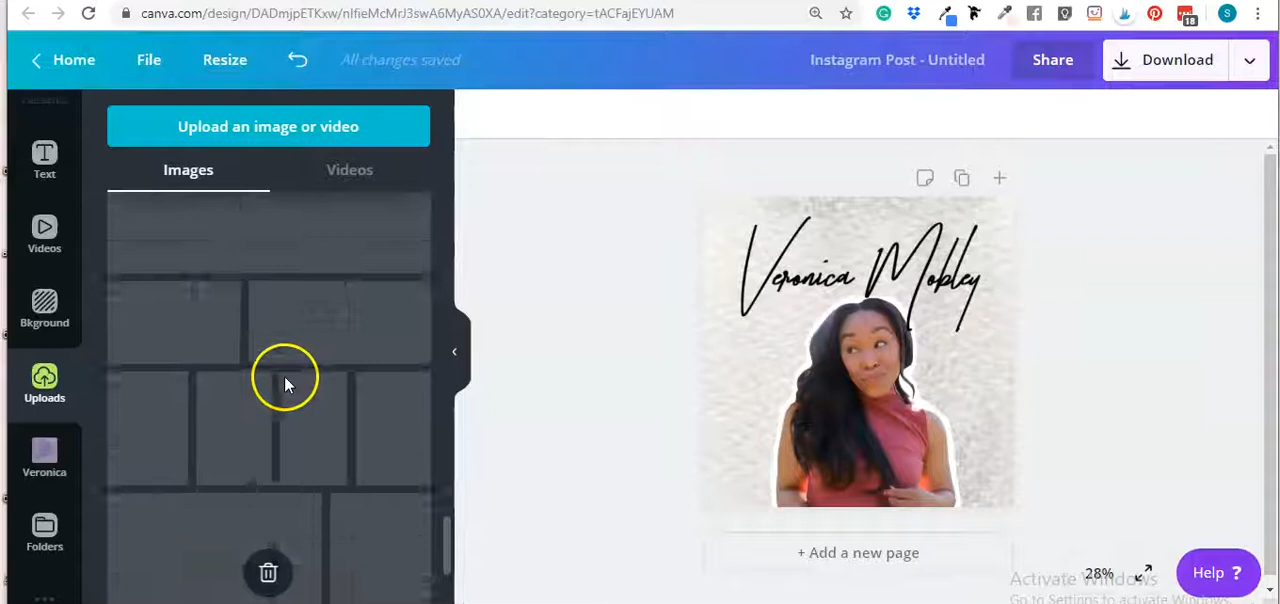 canva.com/design/DADmjpETKxw/nIfieMcMrJ3swA6MyAS0XA/edit?category=tACFajEYUAM
18
S
Home
File
Resize
All changes saved
Instagram Post - Untitled
Share
Download
Upload an image or video
Images
Videos
Text
Videos
Bkground
Uploads
Veronica
Folders
Veronica Mobley
+ Add a new page
28%
Help ?
Activate Windows
Go to Settings to activate Windows.